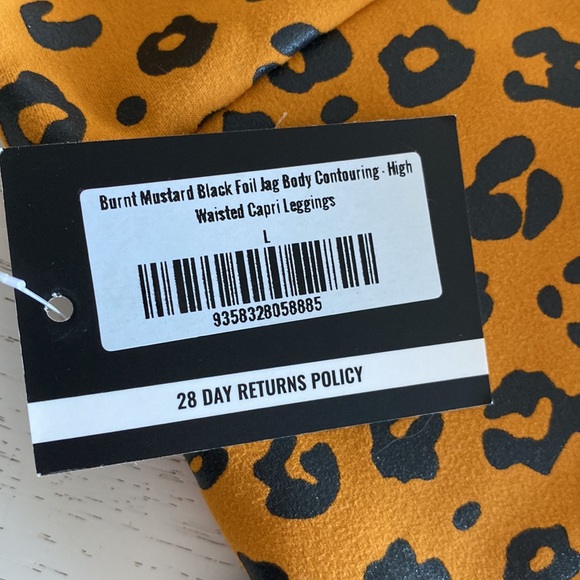 Burnt Mustard Black Foil Jag Body Contouring - High
Waisted Capri Leggings
L
9358328058885
28 DAY RETURNS POLICY